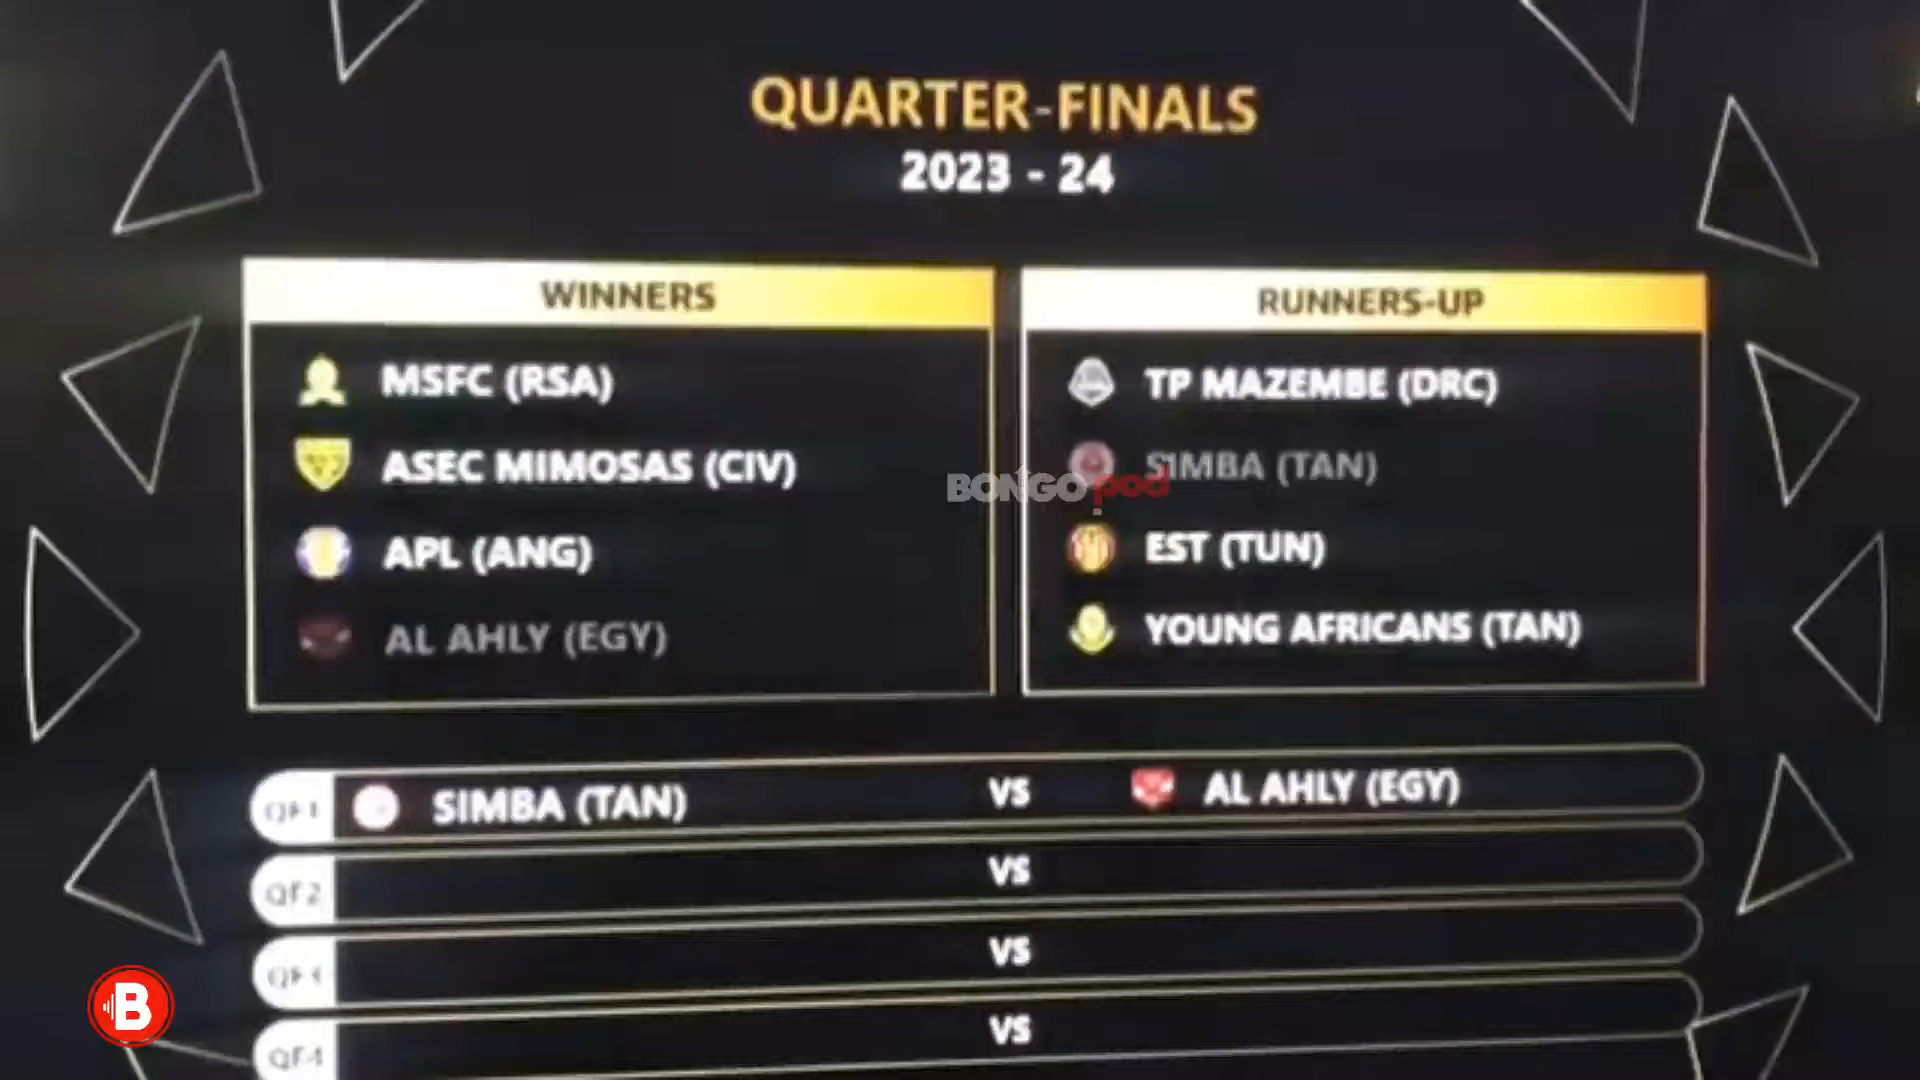 QUARTER-FINALS
2023 - 24
WINNERS
MSFC (RSA)
ASEC MIMOSAS (CIV)
APL (ANG)
AL AHLY (EGY)
RUNNERS-UP
TP MAZEMBE (DRC)
SIMBA (TAN)
EST (TUN)
YOUNG AFRICANS (TAN)
BONGO pod
QF1 SIMBA (TAN) VS AL AHLY (EGY)
QF2 VS
QF3 VS
QF4 VS
B